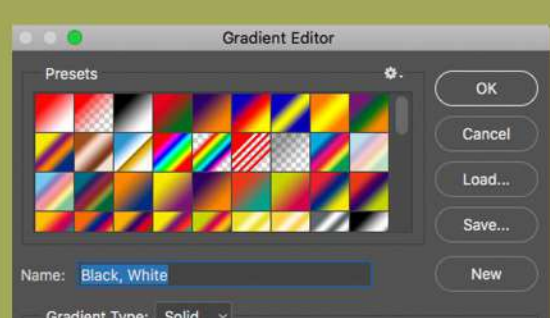 Gradient Editor
Presets
OK
Cancel
Load...
Save...
Name: Black, White
New
Gradient Type: Solid